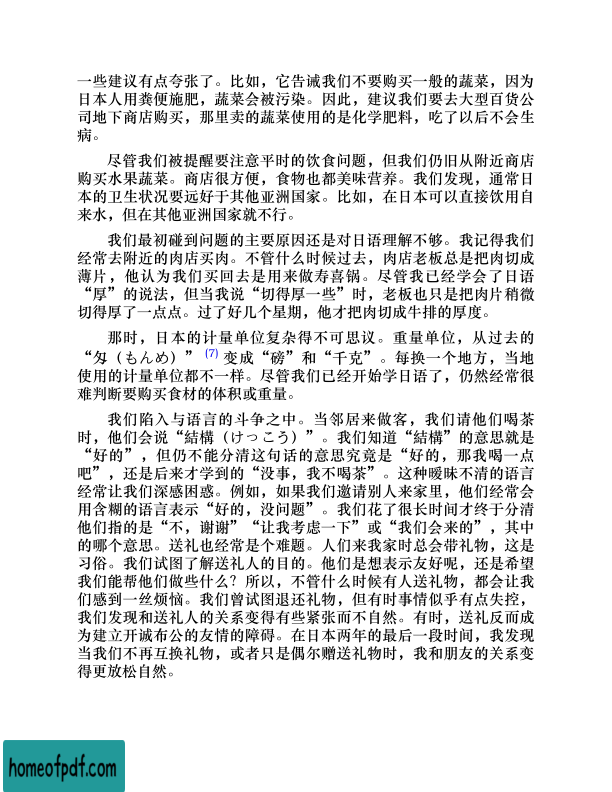 一些建议有点夸张了。比如，它告诫我们不要购买一般的蔬菜，因为
日本人用粪便施肥，蔬菜会被污染。因此，建议我们要去大型百货公
司地下商店购买，那里卖的蔬菜使用的是化学肥料，吃了以后不会生
病。
尽管我们被提醒要注意平时的饮食问题，但我们仍旧从附近商店
购买水果蔬菜。商店很方便，食物也都美味营养。我们发现，通常日
本的卫生状况要远好于其他亚洲国家。比如，在日本可以直接饮用自
来水，但在其他亚洲国家就不行。
我们最初碰到问题的主要原因还是对日语理解不够。我记得我们
经常去附近的肉店买肉。不管什么时候过去，肉店老板总是把肉切成
薄片，他认为我们买回去是用来做寿喜锅。尽管我已经学会了日语
“厚”的说法，但当我说“切得厚一些”时，老板也只是把肉片稍微
切得厚了一点点。过了好几个星期，他才把肉切成牛排的厚度。
那时，日本的计量单位复杂得不可思议。重量单位，从过去的
“匁（もんめ）” (7) 变成“磅”和“千克”。每换一个地方，当地
使用的计量单位都不一样。尽管我们已经开始学日语了，仍然经常很
难判断要购买食材的体积或重量。
我们陷入与语言的斗争之中。当邻居来做客，我们请他们喝茶
时，他们会说“結構（けっこう）”。我们知道“結構”的意思就是
“好的”，但仍不能分清这句话的意思究竟是“好的，那我喝一点
吧”，还是后来才学到的“没事，我不喝茶”。这种暧昧不清的语言
经常让我们深感困惑。例如，如果我们邀请别人来家里，他们经常会
用含糊的语言表示“好的，没问题”。我们花了很长时间才终于分清
他们指的是“不，谢谢”“让我考虑一下”或“我们会来的”，其中
的哪个意思。送礼也经常是个难题。人们来我家时总会带礼物，这是
习俗。我们试图了解送礼人的目的。他们是想表示友好呢，还是希望
我们能帮他们做些什么？所以，不管什么时候有人送礼物，都会让我
们感到一丝烦恼。我们曾试图退还礼物，但有时事情似乎有点失控，
我们发现和送礼人的关系变得有些紧张而不自然。有时，送礼反而成
为建立开诚布公的友情的障碍。在日本两年的最后一段时间，我发现
当我们不再互换礼物，或者只是偶尔赠送礼物时，我和朋友的关系变
得更放松自然。
homeofpdf.com